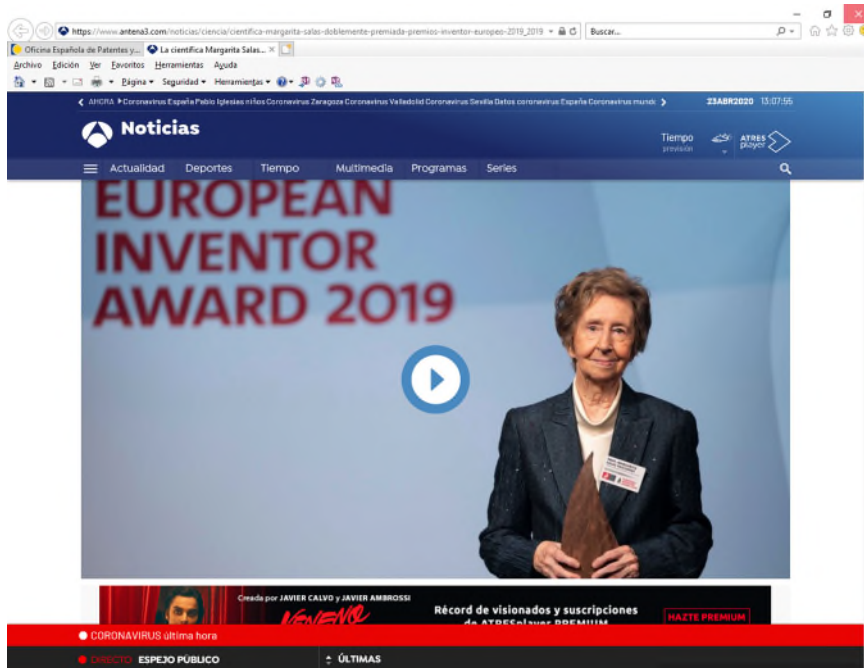 https://www.antena3.com/noticias/ciencia/cientifica-margarita-salas-doblemente-premiada-premios-inventor-europeo-2019_2019
Buscar...
Oficina Española de Patentes y...
La científica Margarita Salas...
Archivo Edición Ver Favoritos Herramientas Ayuda
Página Seguridad Herramientas
AHORA Coronavirus España Pablo Iglesias niños Coronavirus Zaragoza Coronavirus Valladolid Coronavirus Sevilla Datos coronavirus España Coronavirus mundo
23ABR2020 13:07:55
Noticias
Tiempo
previsión
ATRES
player
Actualidad Deportes Tiempo Multimedia Programas Series
EUROPEAN
INVENTOR
AWARD 2019
Creada por JAVIER CALVO y JAVIER AMBROSSI
VENENO
Récord de visionados y suscripciones
de ATRESplayer PREMIUM
HAZTE PREMIUM
CORONAVIRUS última hora
DIRECTO ESPEJO PÚBLICO
ÚLTIMAS